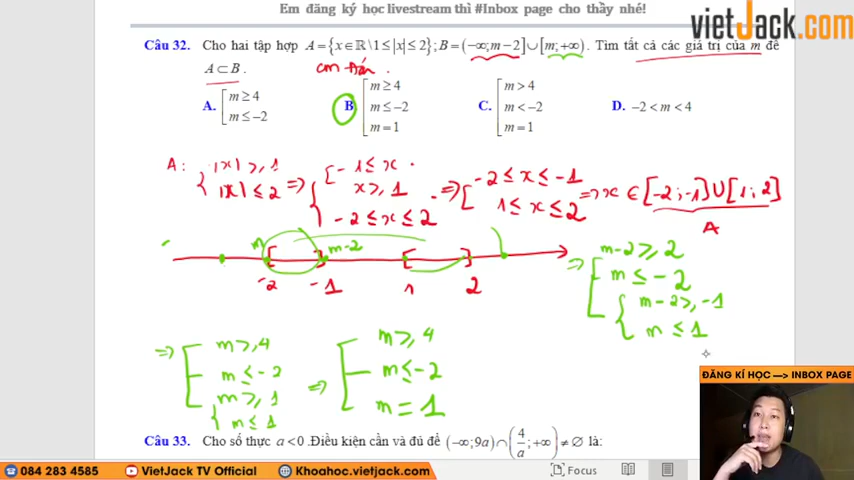 Em đăng ký học livestream thì #Inbox page cho thầy nhé!
vietJack.com
Câu 32. Cho hai tập hợp A={x∈ℝ\1≤|x|≤2}; B=(-∞;m-2]∪[m;+∞). Tìm tất cả các giá trị của m để
A⊂B.
con
A. [m≥4
m≤-2
B. [m≥4
m≤-2
m=1
C. [m>4
m<-2
m=1
D. -2<m<4
A: {|x| ≥ 1
|x| ≤ 2
=> {[-1 ≤ x
x ≥ 1
-2 ≤ x ≤ 2
=> [-2 ≤ x ≤ -1
1 ≤ x ≤ 2
=> x ∈ [-2;-1] ∪ [1;2]
A
m m-2
-2 -1 1 2
=> [m-2 ≥ 2
m ≤ -2
{m-2 ≥ -1
m ≤ 1
=> [m ≥ 4
m ≤ -2
{m ≥ 1
m ≤ 1
=> [m ≥ 4
m ≤ -2
m = 1
ĐĂNG KÍ HỌC —> INBOX PAGE
Câu 33. Cho số thực a<0. Điều kiện cần và đủ để (-∞;9a)∩(4/a;+∞)≠∅ là:
084 283 4585 VietJack TV Official Khoahoc.vietjack.com
Focus